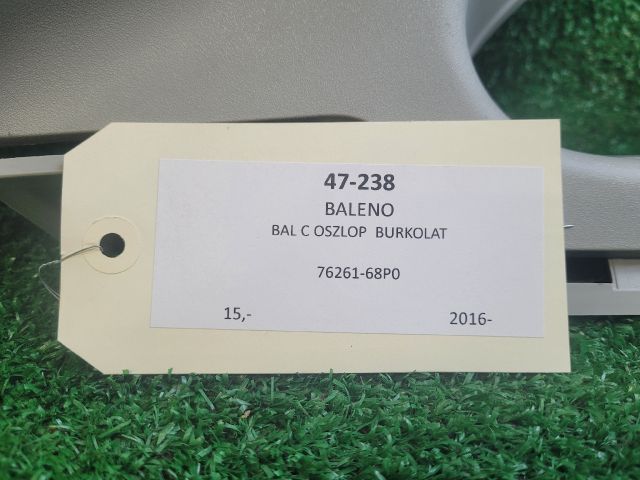 47-238
BALENO
BAL C OSZLOP BURKOLAT
76261-68P0
15,- 2016-